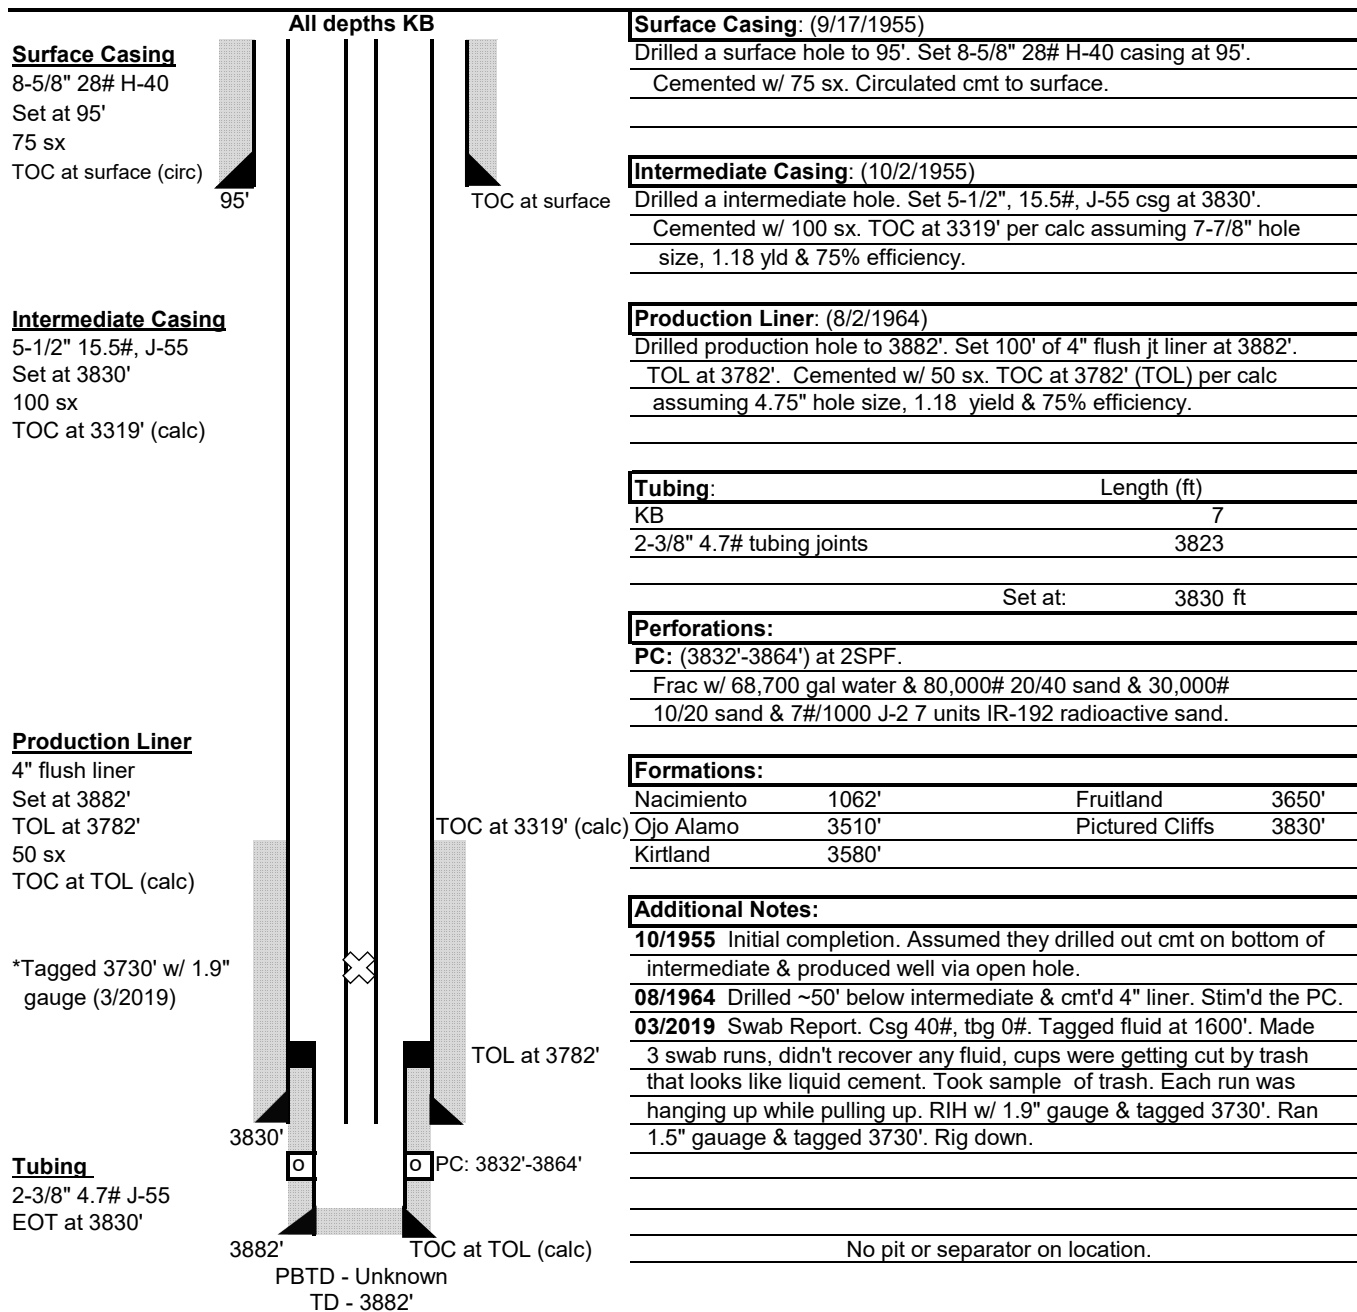 All depths KB
Surface Casing
8-5/8" 28# H-40
Set at 95'
75 sx
TOC at surface (circ)
95'
TOC at surface
Intermediate Casing
5-1/2" 15.5#, J-55
Set at 3830'
100 sx
TOC at 3319' (calc)
Production Liner
4" flush liner
Set at 3882'
TOL at 3782'
50 sx
TOC at TOL (calc)
TOC at 3319' (calc)
*Tagged 3730' w/ 1.9"
gauge (3/2019)
TOL at 3782'
3830'
o
o
PC: 3832'-3864'
Tubing
2-3/8" 4.7# J-55
EOT at 3830'
3882'
TOC at TOL (calc)
PBTD - Unknown
TD - 3882'
Surface Casing: (9/17/1955)
Drilled a surface hole to 95'. Set 8-5/8" 28# H-40 casing at 95'.
Cemented w/ 75 sx. Circulated cmt to surface.
Intermediate Casing: (10/2/1955)
Drilled a intermediate hole. Set 5-1/2", 15.5#, J-55 csg at 3830'.
Cemented w/ 100 sx. TOC at 3319' per calc assuming 7-7/8" hole
size, 1.18 yld & 75% efficiency.
Production Liner: (8/2/1964)
Drilled production hole to 3882'. Set 100' of 4" flush jt liner at 3882'.
TOL at 3782'. Cemented w/ 50 sx. TOC at 3782' (TOL) per calc
assuming 4.75" hole size, 1.18 yield & 75% efficiency.
Tubing: Length (ft)
KB 7
2-3/8" 4.7# tubing joints 3823
Set at: 3830 ft
Perforations:
PC: (3832'-3864') at 2SPF.
Frac w/ 68,700 gal water & 80,000# 20/40 sand & 30,000#
10/20 sand & 7#/1000 J-2 7 units IR-192 radioactive sand.
Formations:
Nacimiento 1062' Fruitland 3650'
Ojo Alamo 3510' Pictured Cliffs 3830'
Kirtland 3580'
Additional Notes:
10/1955 Initial completion. Assumed they drilled out cmt on bottom of
intermediate & produced well via open hole.
08/1964 Drilled ~50' below intermediate & cmt'd 4" liner. Stim'd the PC.
03/2019 Swab Report. Csg 40#, tbg 0#. Tagged fluid at 1600'. Made
3 swab runs, didn't recover any fluid, cups were getting cut by trash
that looks like liquid cement. Took sample of trash. Each run was
hanging up while pulling up. RIH w/ 1.9" gauge & tagged 3730'. Ran
1.5" gauage & tagged 3730'. Rig down.
No pit or separator on location.